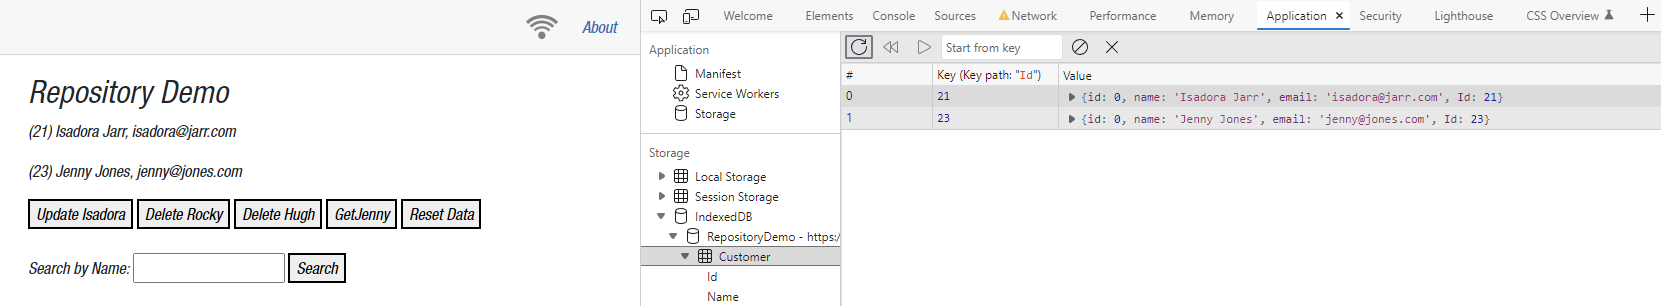 About
Repository Demo
(21) Isadora Jarr, isadora@jarr.com
(23) Jenny Jones, jenny@jones.com
Update Isadora Delete Rocky Delete Hugh GetJenny Reset Data
Search by Name: Search
Welcome Elements Console Sources Network Performance Memory Application Security Lighthouse CSS Overview
Application
Manifest
Service Workers
Storage
Storage
Local Storage
Session Storage
IndexedDB
RepositoryDemo - https:/
Customer
Id
Name
Start from key
# Key (Key path: "Id") Value
0 21 {id: 0, name: 'Isadora Jarr', email: 'isadora@jarr.com', Id: 21}
1 23 {id: 0, name: 'Jenny Jones', email: 'jenny@jones.com', Id: 23}